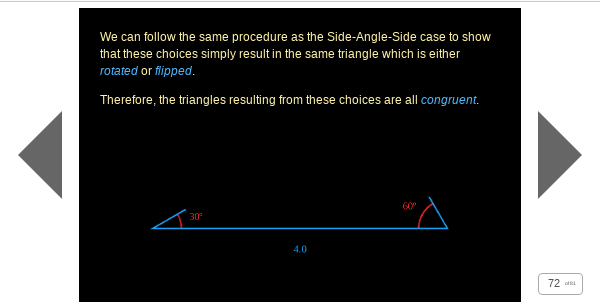 We can follow the same procedure as the Side-Angle-Side case to show
that these choices simply result in the same triangle which is either
rotated or flipped.
Therefore, the triangles resulting from these choices are all congruent.
30°
60°
4.0
72 of 81